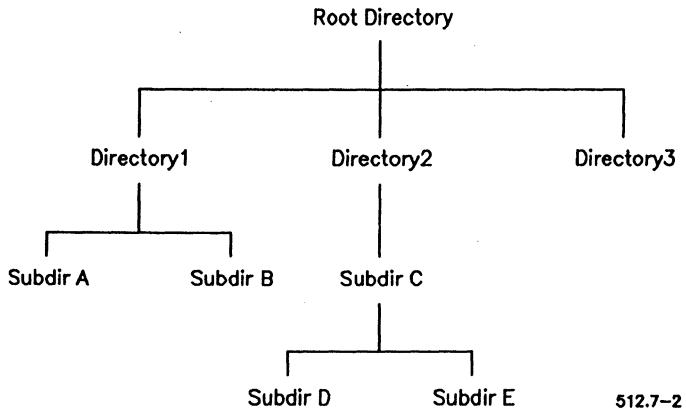 Root Directory
Directory1 Directory2 Directory3
Subdir A Subdir B Subdir C
Subdir D Subdir E 512.7-2